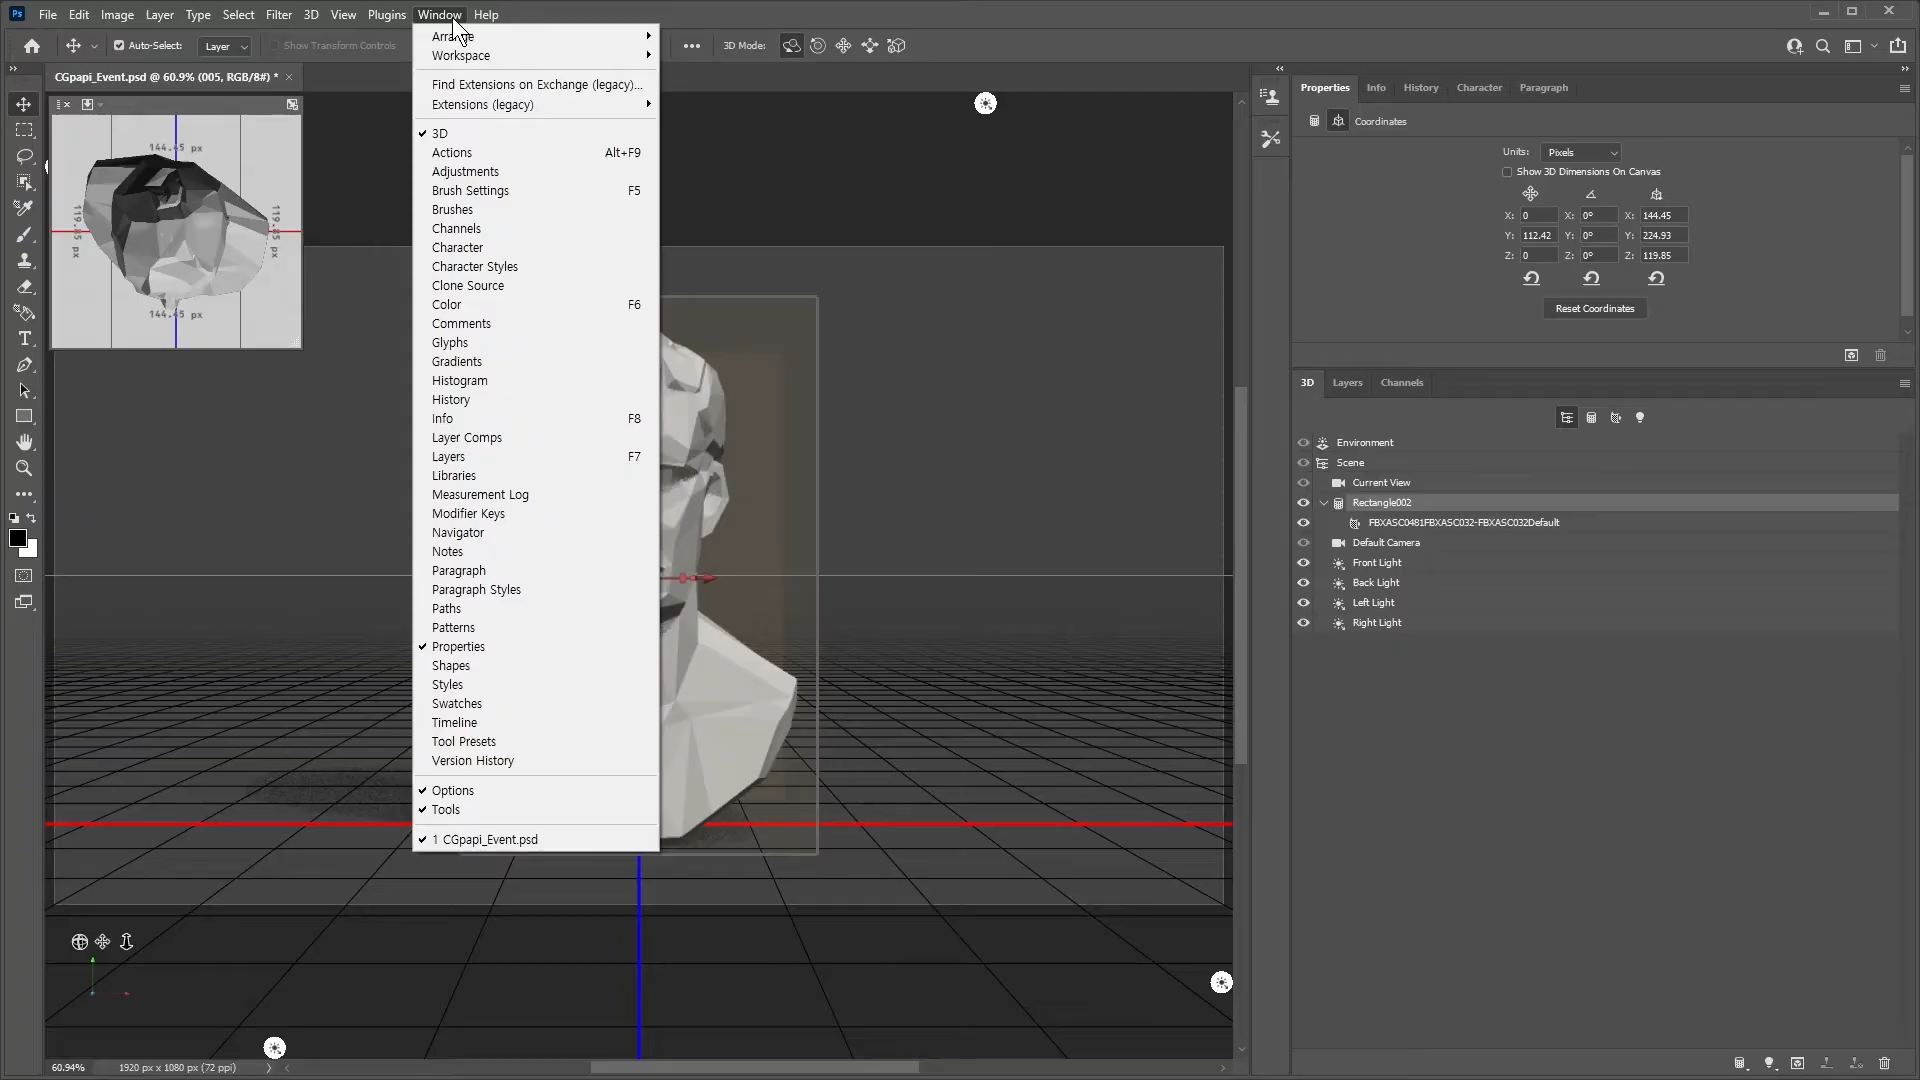 Ps File Edit Image Layer Type Select Filter 3D View Plugins Window Help
Auto-Select: Layer Show Transform Controls 3D Mode:
CGpapi_Event.psd @ 60.9% (005, RGB/8#) *
144.45 px
119.85 px
119.85 px
144.45 px
Arrange
Workspace
Find Extensions on Exchange (legacy)...
Extensions (legacy)
3D
Actions Alt+F9
Adjustments
Brush Settings F5
Brushes
Channels
Character
Character Styles
Clone Source
Color F6
Comments
Glyphs
Gradients
Histogram
History
Info F8
Layer Comps
Layers F7
Libraries
Measurement Log
Modifier Keys
Navigator
Notes
Paragraph
Paragraph Styles
Paths
Patterns
Properties
Shapes
Styles
Swatches
Timeline
Tool Presets
Version History
Options
Tools
1 CGpapi_Event.psd
Properties Info History Character Paragraph
Coordinates
Units: Pixels
Show 3D Dimensions On Canvas
X: 0 X: 0° X: 144.45
Y: 112.42 Y: 0° Y: 224.93
Z: 0 Z: 0° Z: 119.85
Reset Coordinates
3D Layers Channels
Environment
Scene
Current View
Rectangle002
FBXASC0481FBXASC032-FBXASC032Default
Default Camera
Front Light
Back Light
Left Light
Right Light
60.94% 1920 px x 1080 px (72 ppi)